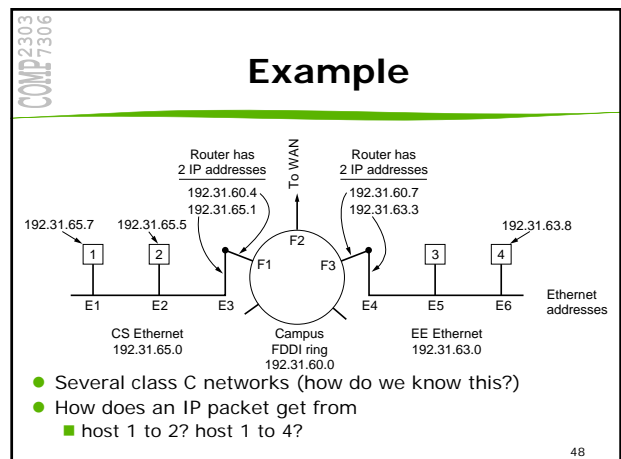 COMP 2303
7306
Example
Router has
2 IP addresses
192.31.60.4
192.31.65.1
To WAN
Router has
2 IP addresses
192.31.60.7
192.31.63.3
192.31.65.7
192.31.65.5
192.31.63.8
1
2
3
4
F1
F2
F3
E1
E2
E3
E4
E5
E6
Ethernet
addresses
CS Ethernet
192.31.65.0
Campus
FDDI ring
192.31.60.0
EE Ethernet
192.31.63.0
Several class C networks (how do we know this?)
How does an IP packet get from
host 1 to 2? host 1 to 4?
48